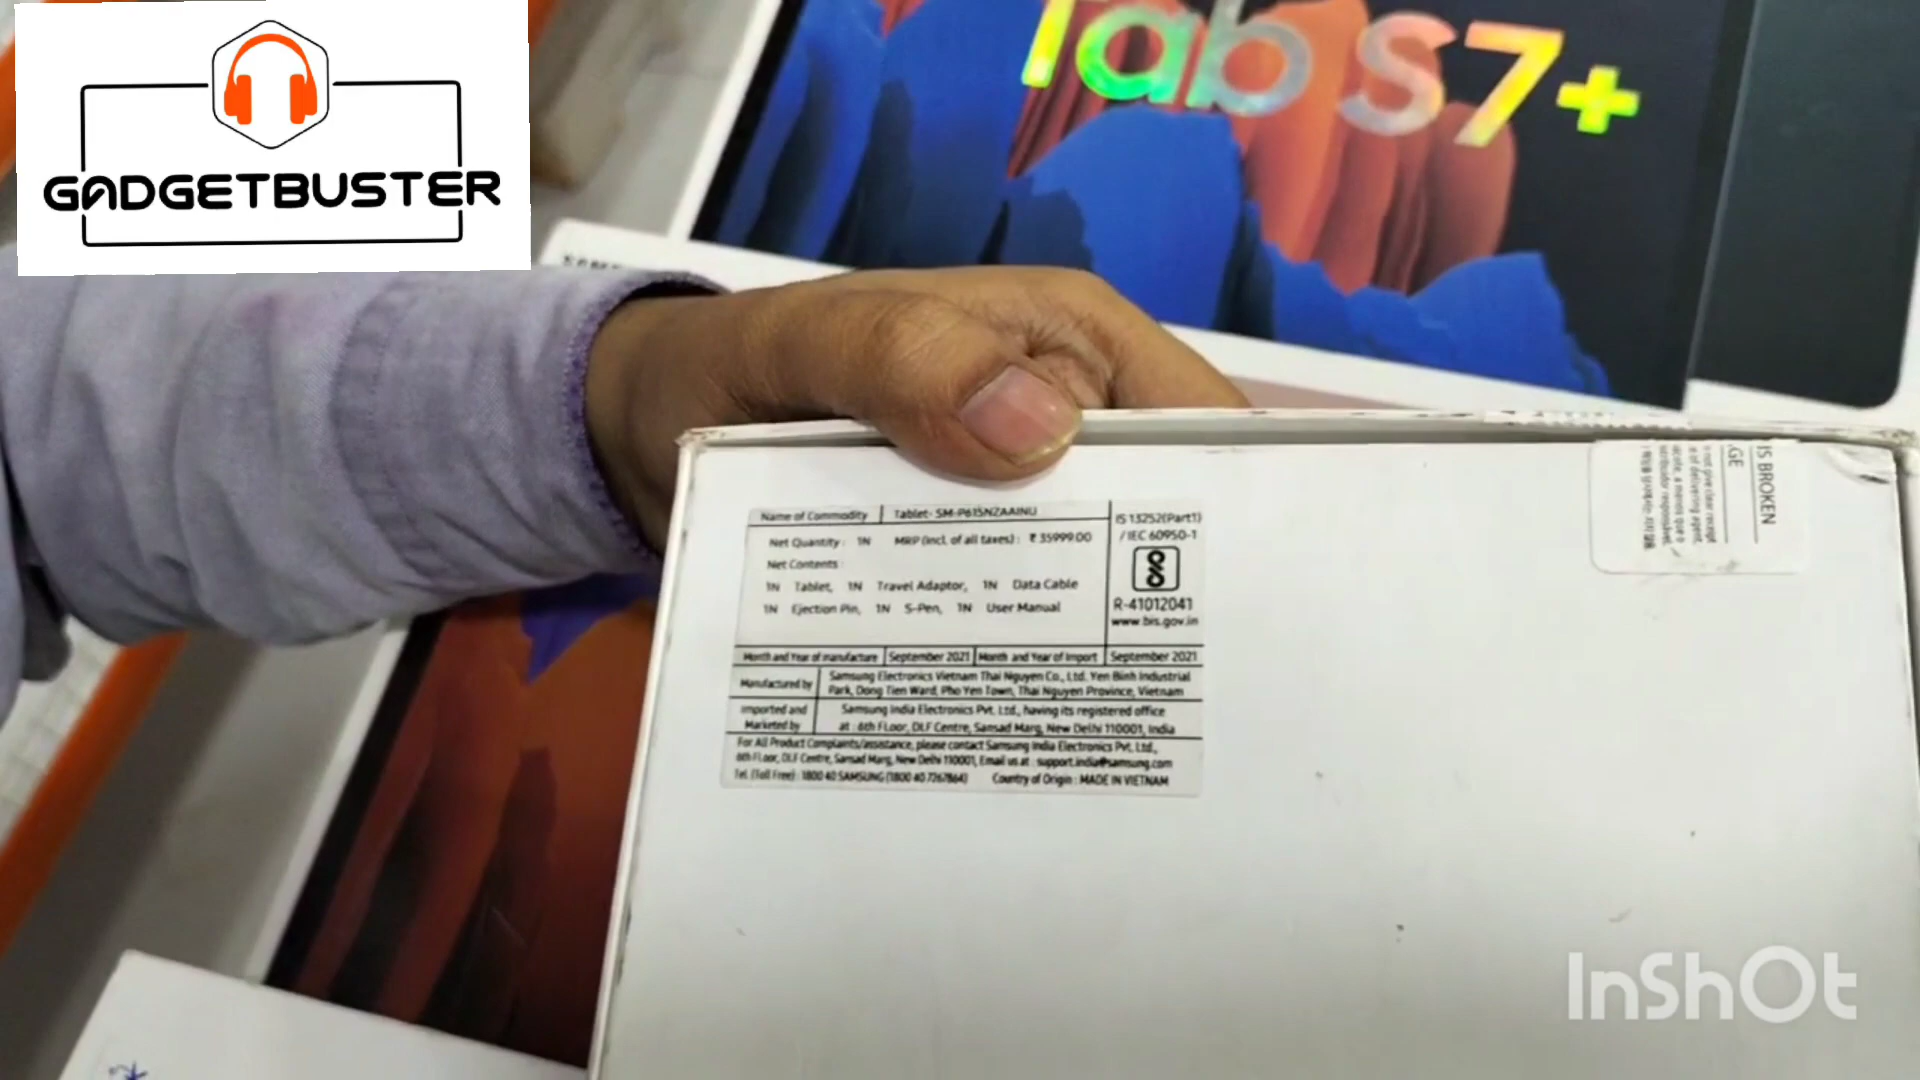 GADGETBUSTER
Tab S7+
Name of Commodity Tablet- SM-P615NZAAINU
Net Quantity : 1N MRP (incl. of all taxes) : ₹ 35999.00
Net Contents :
1N Tablet, 1N Travel Adaptor, 1N Data Cable
1N Ejection Pin, 1N S-Pen, 1N User Manual
IS 13252(Part1)
/ IEC 60950-1
R-41012041
www.bis.gov.in
Month and Year of manufacture September 2021 Month and Year of Import September 2021
Manufactured by Samsung Electronics Vietnam Thai Nguyen Co., Ltd. Yen Binh Industrial
Park, Dong Tien Ward, Pho Yen Town, Thai Nguyen Province, Vietnam
Imported and Marketed by Samsung India Electronics Pvt. Ltd., having its registered office
at : 6th Floor, DLF Centre, Sansad Marg, New Delhi 110001, India
For All Product Complaints/assistance, please contact Samsung India Electronics Pvt. Ltd.,
6th Floor, DLF Centre, Sansad Marg, New Delhi 110001, Email us at : support.india@samsung.com
Tel. (Toll Free) : 1800 40 SAMSUNG (1800 40 7267864) Country of Origin : MADE IN VIETNAM
IS BROKEN
InShOt